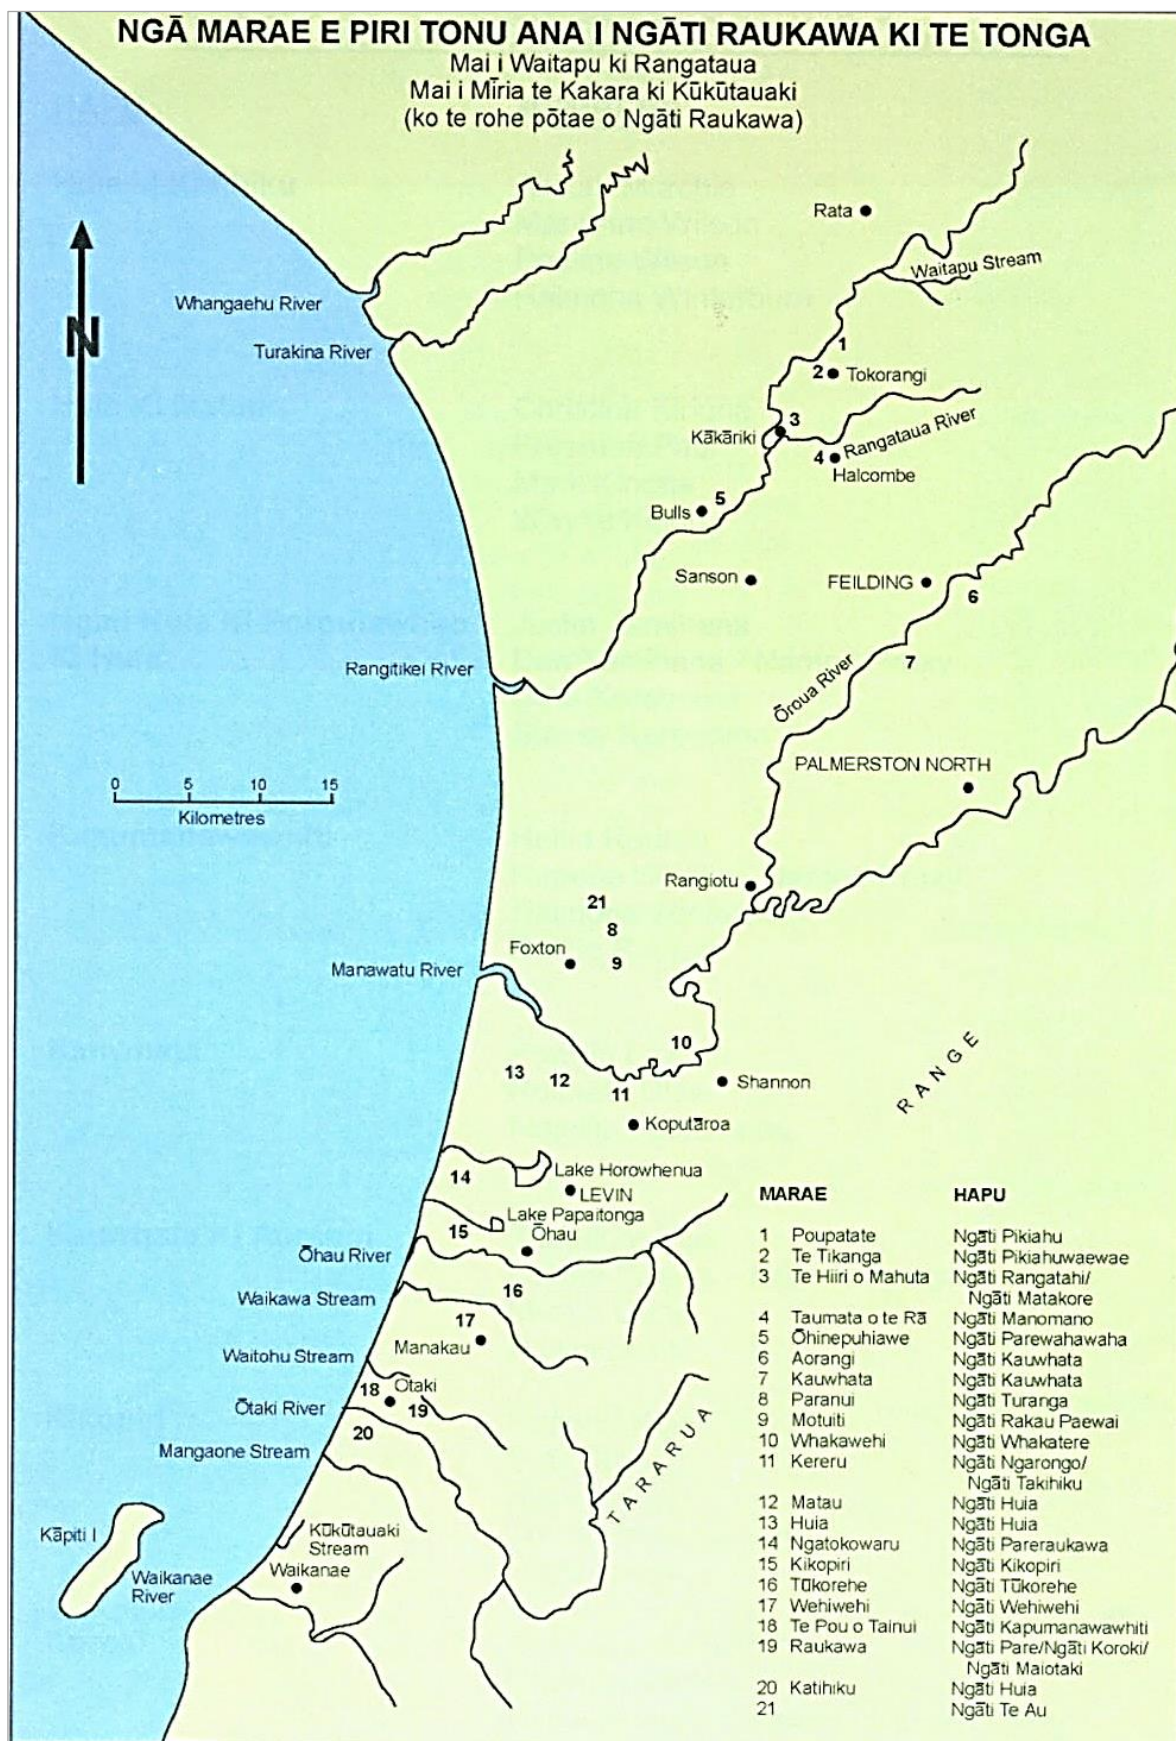 NGĀ MARAE E PIRI TONU ANA I NGĀTI RAUKAWA KI TE TONGA
Mai i Waitapu ki Rangataua
Mai i Mīria te Kakara ki Kūkūtauaki
(ko te rohe pōtae o Ngāti Raukawa)
Rata
Waitapu Stream
Whangaehu River
N
Turakina River
1
2
Tokorangi
3
Kākāriki
Rangataua River
4
Halcombe
5
Bulls
Sanson
FEILDING
6
7
Rangitikei River
Ōroua River
PALMERSTON NORTH
0 5 10 15
Kilometres
Rangiotu
21
8
Foxton
9
Manawatu River
10
13
12
Shannon
11
Koputāroa
RANGE
14
Lake Horowhenua
LEVIN
Lake Papaitonga
15
Ōhau
Ōhau River
16
Waikawa Stream
17
Manakau
Waitohu Stream
18
Otaki
Ōtaki River
19
20
Mangaone Stream
TARARUA
Kāpiti I
Kūkūtauaki
Stream
Waikanae
Waikanae
River
MARAE HAPU
1 Poupatate Ngāti Pikiahu
2 Te Tikanga Ngāti Pikiahuwaewae
3 Te Hiiri o Mahuta Ngāti Rangatahi/
Ngāti Matakore
4 Taumata o te Rā Ngāti Manomano
5 Ōhinepuhiawe Ngāti Parewahawaha
6 Aorangi Ngāti Kauwhata
7 Kauwhata Ngāti Kauwhata
8 Paranui Ngāti Turanga
9 Motuiti Ngāti Rakau Paewai
10 Whakawehi Ngāti Whakatere
11 Kereru Ngāti Ngarongo/
Ngāti Takihiku
12 Matau Ngāti Huia
13 Huia Ngāti Huia
14 Ngatokowaru Ngāti Pareraukawa
15 Kikopiri Ngāti Kikopiri
16 Tūkorehe Ngāti Tūkorehe
17 Wehiwehi Ngāti Wehiwehi
18 Te Pou o Tainui Ngāti Kapumanawawhiti
19 Raukawa Ngāti Pare/Ngāti Koroki/
Ngāti Maiotaki
20 Katihiku Ngāti Huia
21 Ngāti Te Au